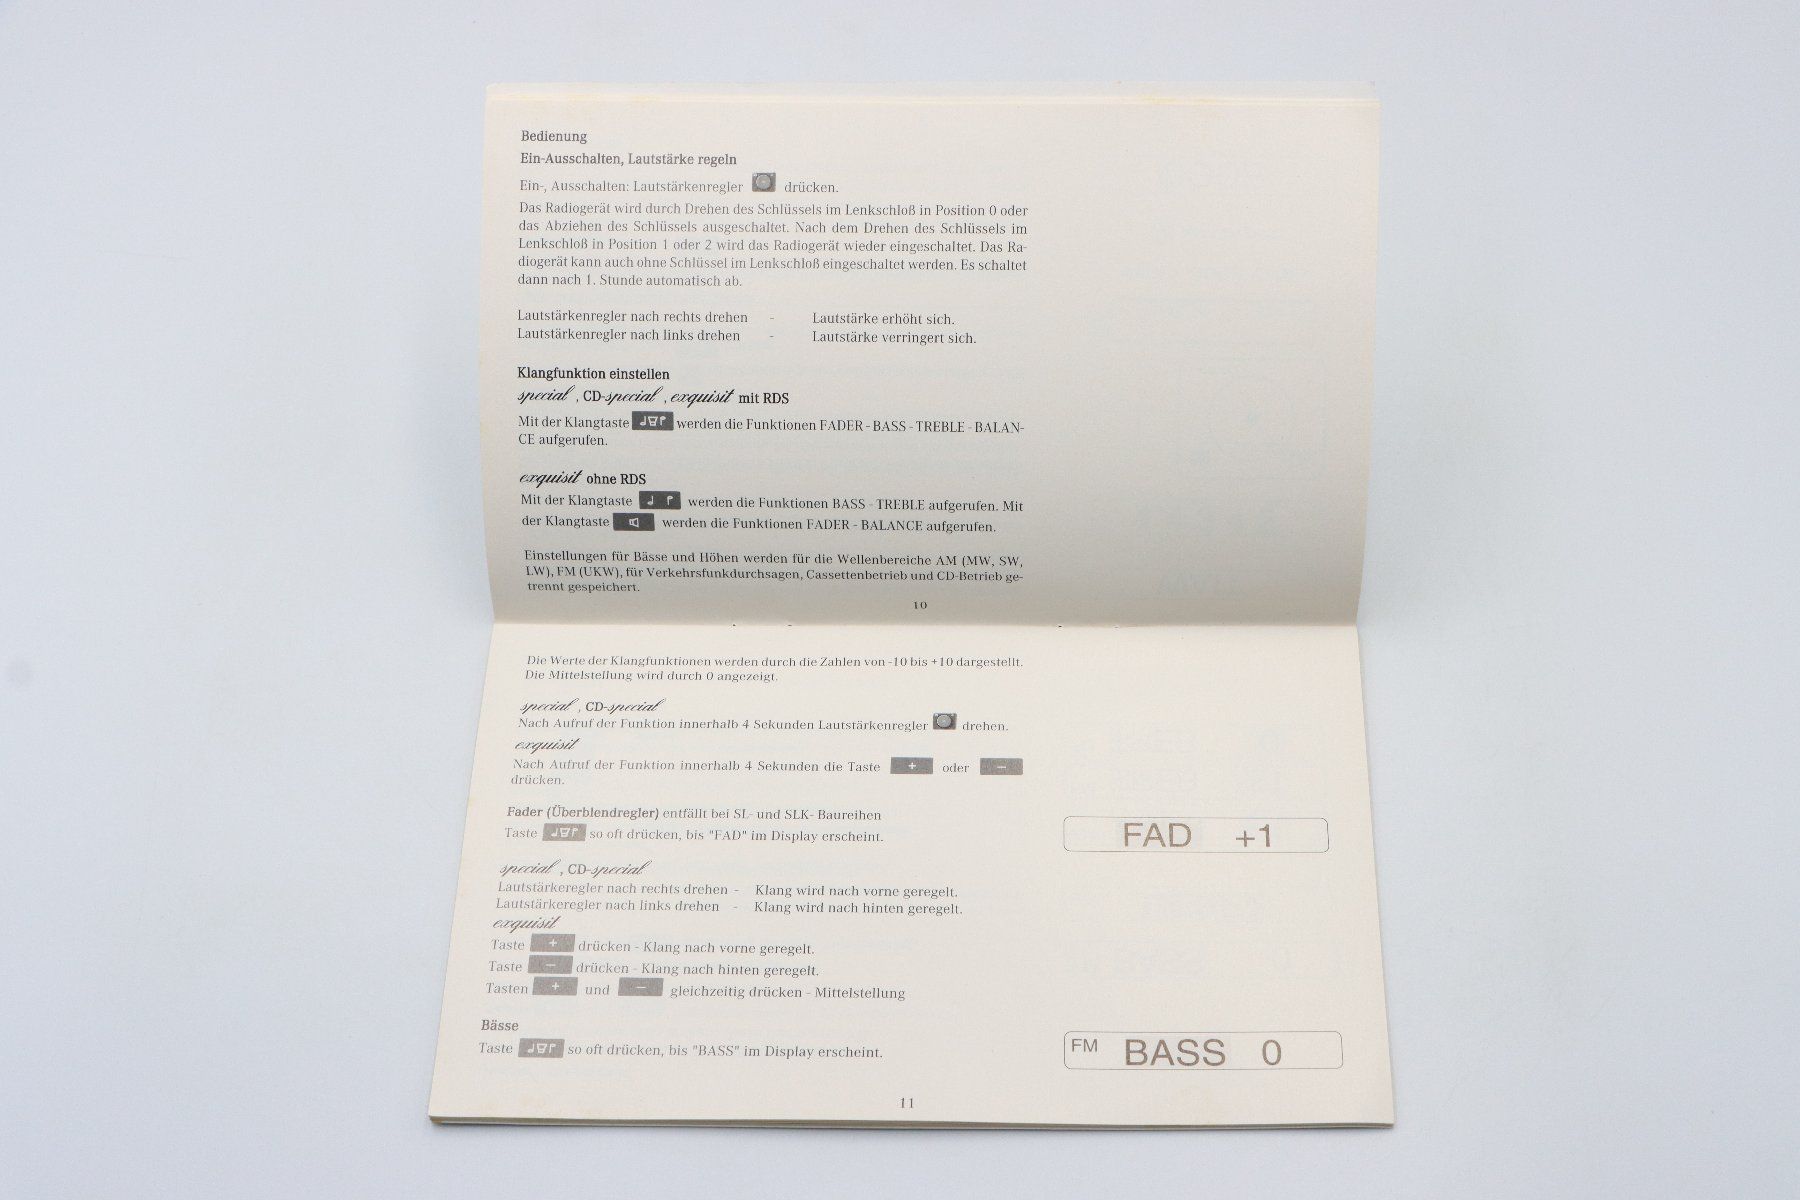 Bedienung
Ein-Ausschalten, Lautstärke regeln
Ein-, Ausschalten: Lautstärkenregler drücken.
Das Radiogerät wird durch Drehen des Schlüssels im Lenkschloß in Position 0 oder
das Abziehen des Schlüssels ausgeschaltet. Nach dem Drehen des Schlüssels im
Lenkschloß in Position 1 oder 2 wird das Radiogerät wieder eingeschaltet. Das Ra-
diogerät kann auch ohne Schlüssel im Lenkschloß eingeschaltet werden. Es schaltet
dann nach 1. Stunde automatisch ab.
Lautstärkenregler nach rechts drehen - Lautstärke erhöht sich.
Lautstärkenregler nach links drehen - Lautstärke verringert sich.
Klangfunktion einstellen
special , CD-special , exquisit mit RDS
Mit der Klangtaste werden die Funktionen FADER - BASS - TREBLE - BALAN-
CE aufgerufen.
exquisit ohne RDS
Mit der Klangtaste werden die Funktionen BASS - TREBLE aufgerufen. Mit
der Klangtaste werden die Funktionen FADER - BALANCE aufgerufen.
Einstellungen für Bässe und Höhen werden für die Wellenbereiche AM (MW, SW,
LW), FM (UKW), für Verkehrsfunkdurchsagen, Cassettenbetrieb und CD-Betrieb ge-
trennt gespeichert.
10
Die Werte der Klangfunktionen werden durch die Zahlen von -10 bis +10 dargestellt.
Die Mittelstellung wird durch 0 angezeigt.
special , CD-special
Nach Aufruf der Funktion innerhalb 4 Sekunden Lautstärkenregler drehen.
exquisit
Nach Aufruf der Funktion innerhalb 4 Sekunden die Taste + oder −
drücken.
Fader (Überblendregler) entfällt bei SL- und SLK- Baureihen
Taste so oft drücken, bis "FAD" im Display erscheint.
FAD +1
special , CD-special
Lautstärkeregler nach rechts drehen - Klang wird nach vorne geregelt.
Lautstärkeregler nach links drehen - Klang wird nach hinten geregelt.
exquisit
Taste + drücken - Klang nach vorne geregelt.
Taste − drücken - Klang nach hinten geregelt.
Tasten + und − gleichzeitig drücken - Mittelstellung
Bässe
Taste so oft drücken, bis "BASS" im Display erscheint.
FM BASS 0
11